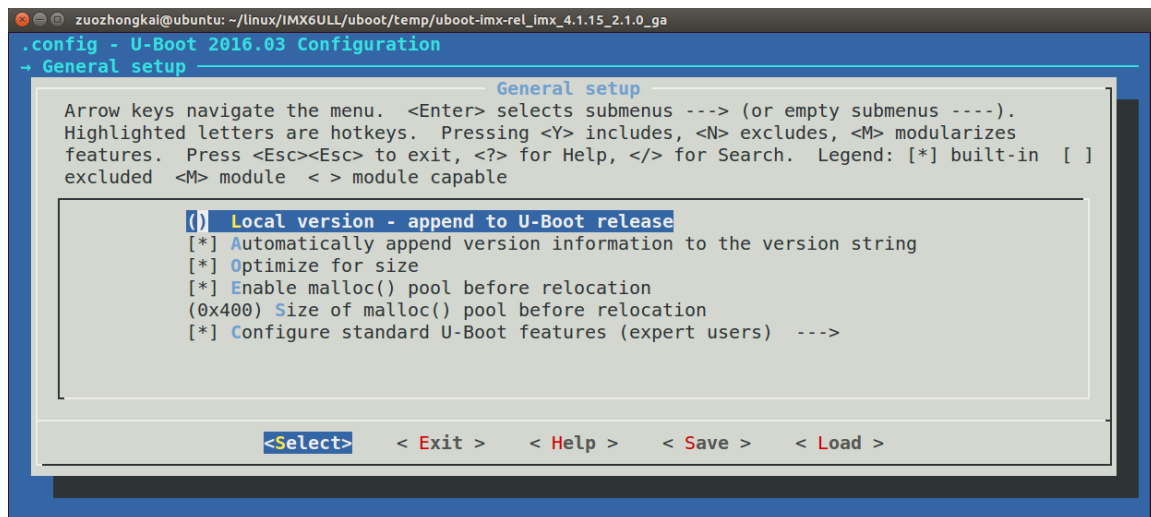 zuozhongkai@ubuntu: ~/linux/IMX6ULL/uboot/temp/uboot-imx-rel_imx_4.1.15_2.1.0_ga
.config - U-Boot 2016.03 Configuration
→ General setup
General setup
Arrow keys navigate the menu.  <Enter> selects submenus ---> (or empty submenus ----).
Highlighted letters are hotkeys.  Pressing <Y> includes, <N> excludes, <M> modularizes
features.  Press <Esc><Esc> to exit, <?> for Help, </> for Search.  Legend: [*] built-in  [ ]
excluded  <M> module  < > module capable
()  Local version - append to U-Boot release
[*] Automatically append version information to the version string
[*] Optimize for size
[*] Enable malloc() pool before relocation
(0x400) Size of malloc() pool before relocation
[*] Configure standard U-Boot features (expert users)  --->
<Select>    < Exit >    < Help >    < Save >    < Load >